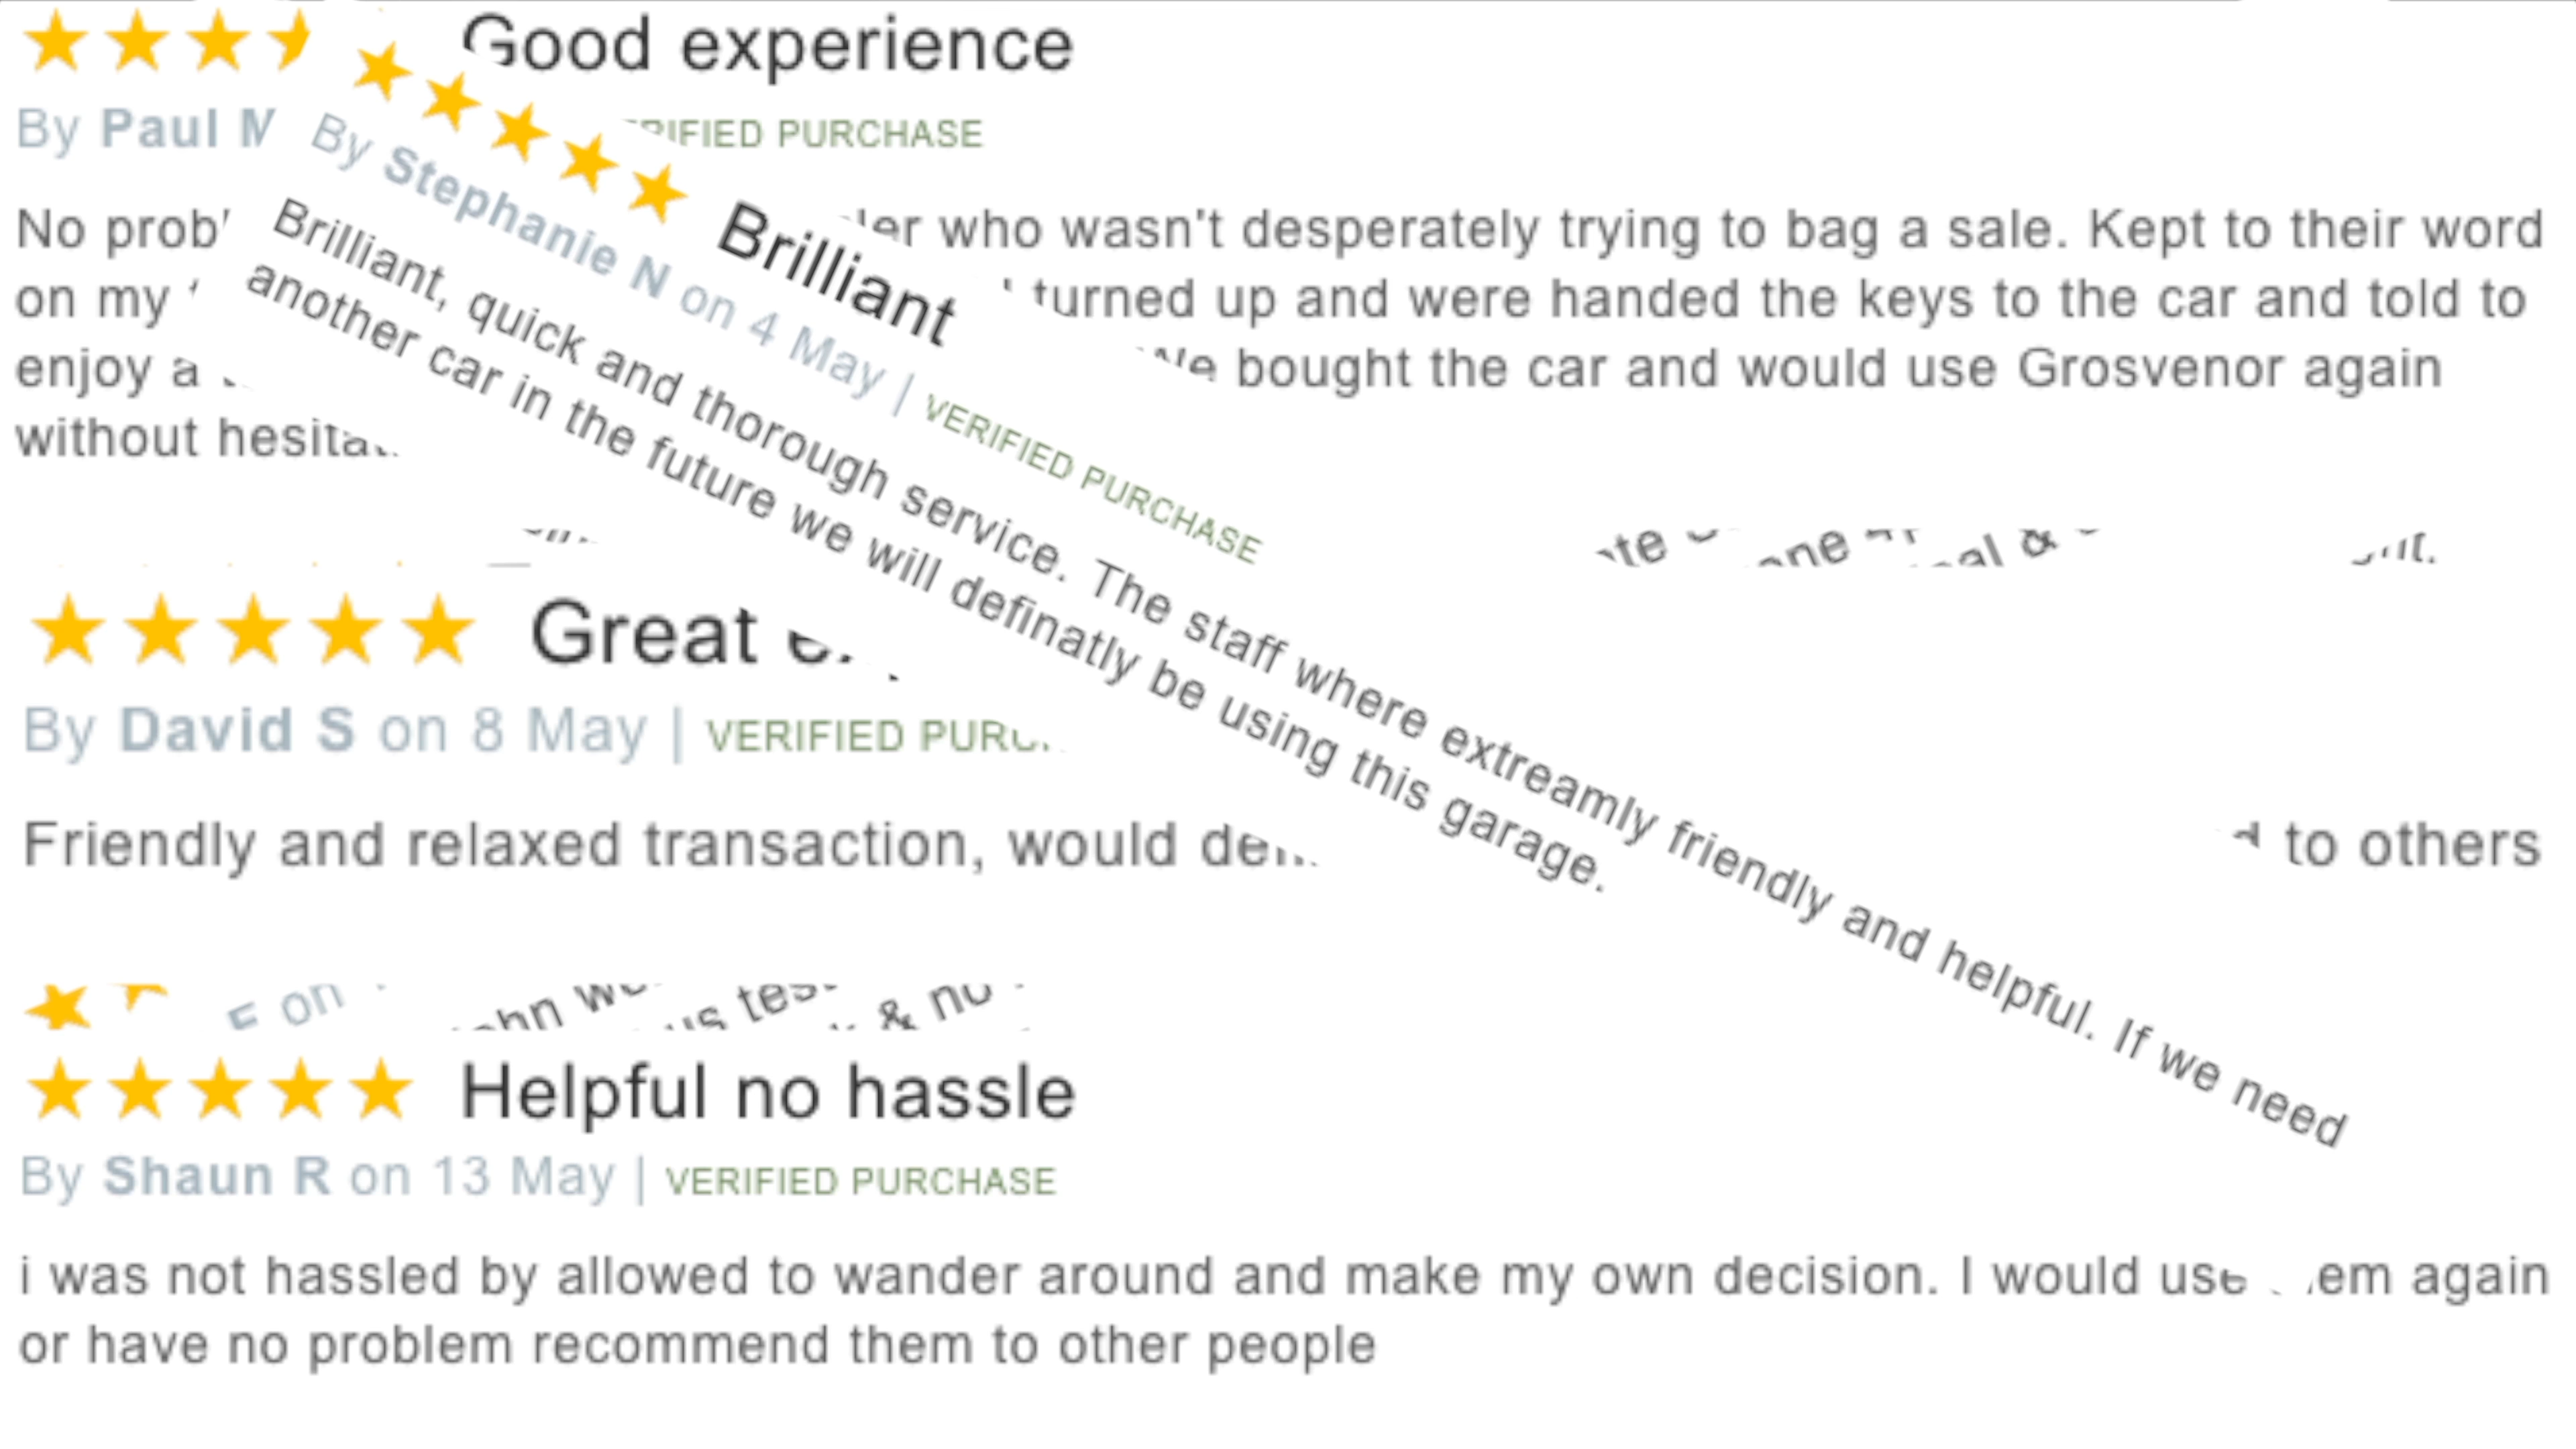 Good experience
By Paul M
VERIFIED PURCHASE
No
who wasn't desperately trying to bag a sale. Kept to their word
on my
turned up and were handed the keys to the car and told to
enjoy a
We bought the car and would use Grosvenor again
without
Brilliant
By Stephanie N on 4 May | VERIFIED PURCHASE
Brilliant, quick and thorough service. The staff where extreamly friendly and helpful. If we need
another car in the future we will definatly be using this garage.
Great
By David S on 8 May | VERIFIED
Friendly and relaxed transaction, would
to others
on
& no
Helpful no hassle
By Shaun R on 13 May | VERIFIED PURCHASE
i was not hassled by allowed to wander around and make my own decision. I would use them again
or have no problem recommend them to other people